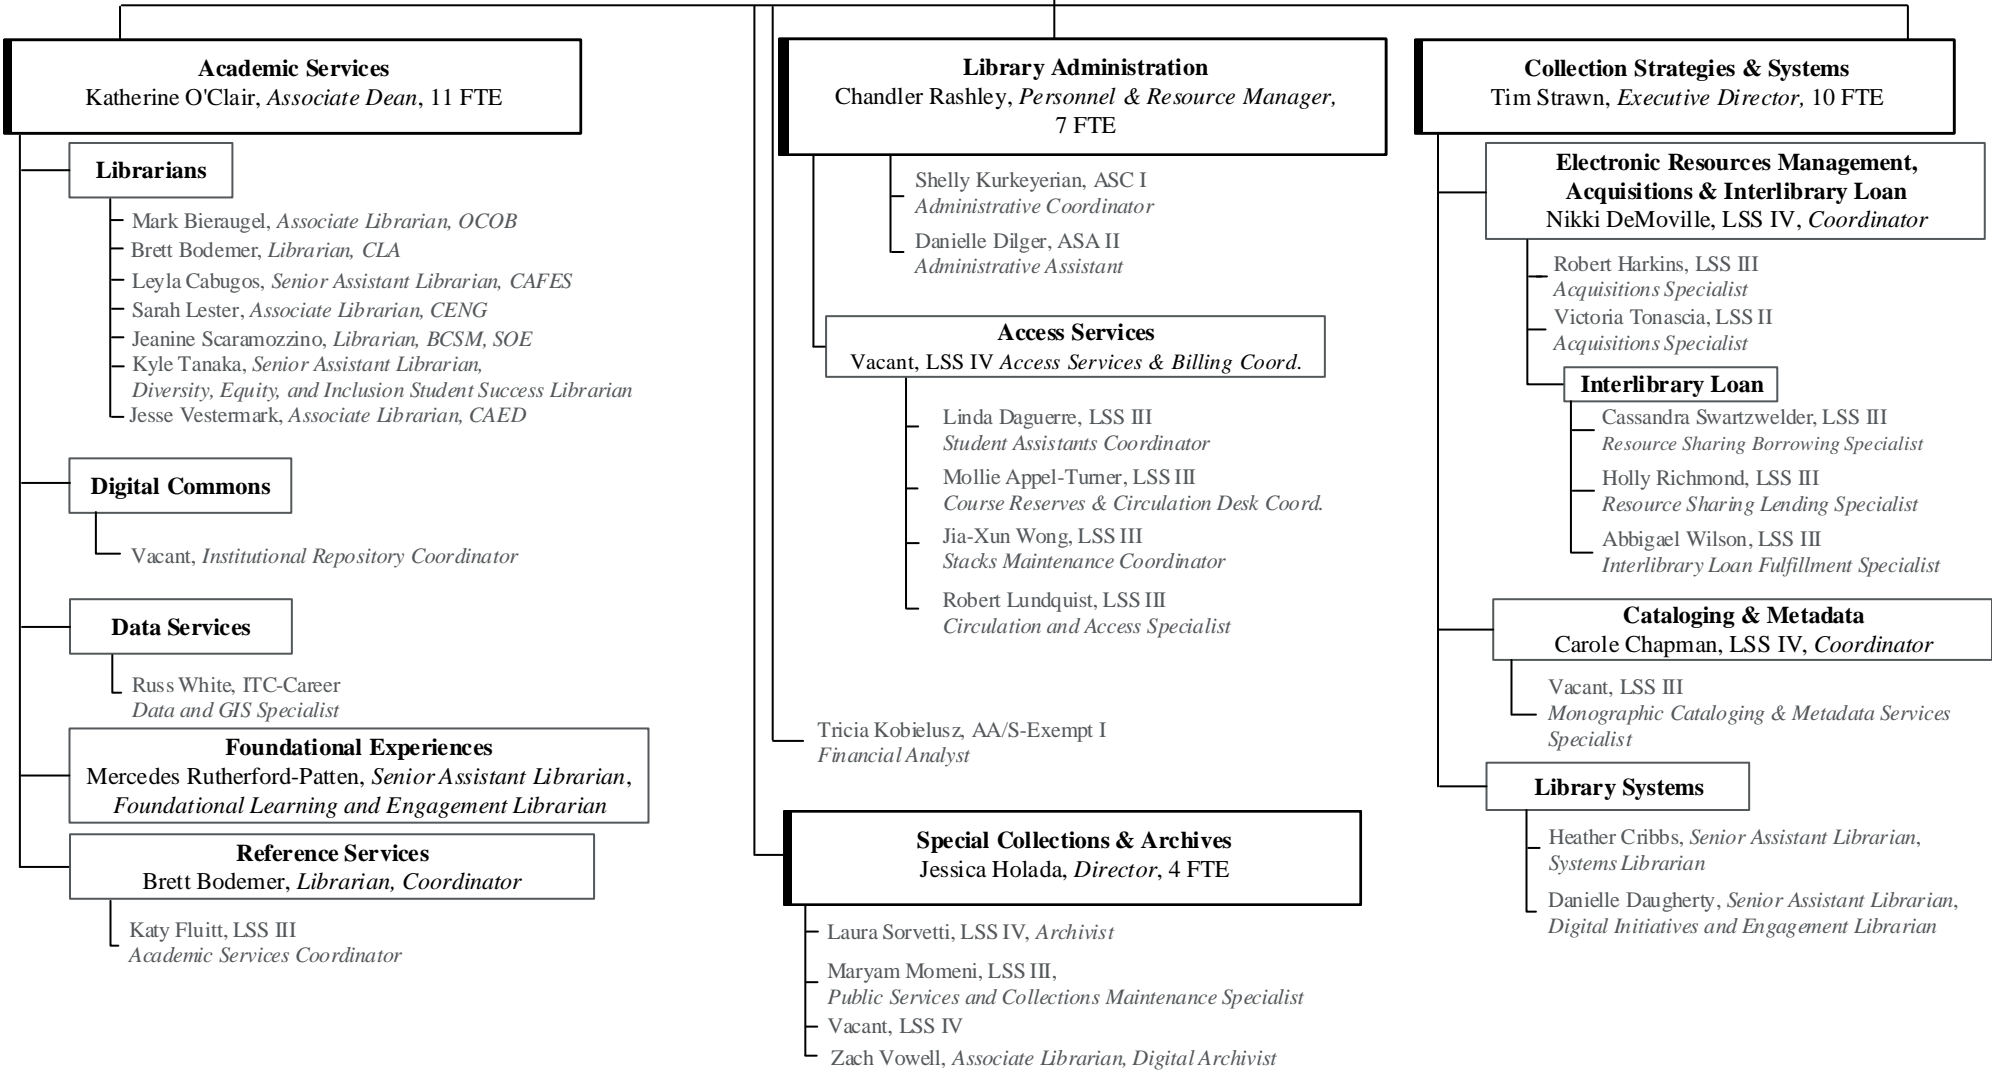 Academic Services
Katherine O'Clair, Associate Dean, 11 FTE
Librarians
Mark Bieraugel, Associate Librarian, OCOB
Brett Bodemer, Librarian, CLA
Leyla Cabugos, Senior Assistant Librarian, CAFES
Sarah Lester, Associate Librarian, CENG
Jeanine Scaramozzino, Librarian, BCSM, SOE
Kyle Tanaka, Senior Assistant Librarian,
Diversity, Equity, and Inclusion Student Success Librarian
Jesse Vestermark, Associate Librarian, CAED
Digital Commons
Vacant, Institutional Repository Coordinator
Data Services
Russ White, ITC-Career
Data and GIS Specialist
Foundational Experiences
Mercedes Rutherford-Patten, Senior Assistant Librarian,
Foundational Learning and Engagement Librarian
Reference Services
Brett Bodemer, Librarian, Coordinator
Katy Fluitt, LSS III
Academic Services Coordinator
Library Administration
Chandler Rashley, Personnel & Resource Manager,
7 FTE
Shelly Kurkeyerian, ASC I
Administrative Coordinator
Danielle Dilger, ASA II
Administrative Assistant
Access Services
Vacant, LSS IV Access Services & Billing Coord.
Linda Daguerre, LSS III
Student Assistants Coordinator
Mollie Appel-Turner, LSS III
Course Reserves & Circulation Desk Coord.
Jia-Xun Wong, LSS III
Stacks Maintenance Coordinator
Robert Lundquist, LSS III
Circulation and Access Specialist
Tricia Kobielusz, AA/S-Exempt I
Financial Analyst
Special Collections & Archives
Jessica Holada, Director, 4 FTE
Laura Sorvetti, LSS IV, Archivist
Maryam Momeni, LSS III,
Public Services and Collections Maintenance Specialist
Vacant, LSS IV
Zach Vowell, Associate Librarian, Digital Archivist
Collection Strategies & Systems
Tim Strawn, Executive Director, 10 FTE
Electronic Resources Management,
Acquisitions & Interlibrary Loan
Nikki DeMoville, LSS IV, Coordinator
Robert Harkins, LSS III
Acquisitions Specialist
Victoria Tonascia, LSS II
Acquisitions Specialist
Interlibrary Loan
Cassandra Swartzwelder, LSS III
Resource Sharing Borrowing Specialist
Holly Richmond, LSS III
Resource Sharing Lending Specialist
Abbigael Wilson, LSS III
Interlibrary Loan Fulfillment Specialist
Cataloging & Metadata
Carole Chapman, LSS IV, Coordinator
Vacant, LSS III
Monographic Cataloging & Metadata Services
Specialist
Library Systems
Heather Cribbs, Senior Assistant Librarian,
Systems Librarian
Danielle Daugherty, Senior Assistant Librarian,
Digital Initiatives and Engagement Librarian